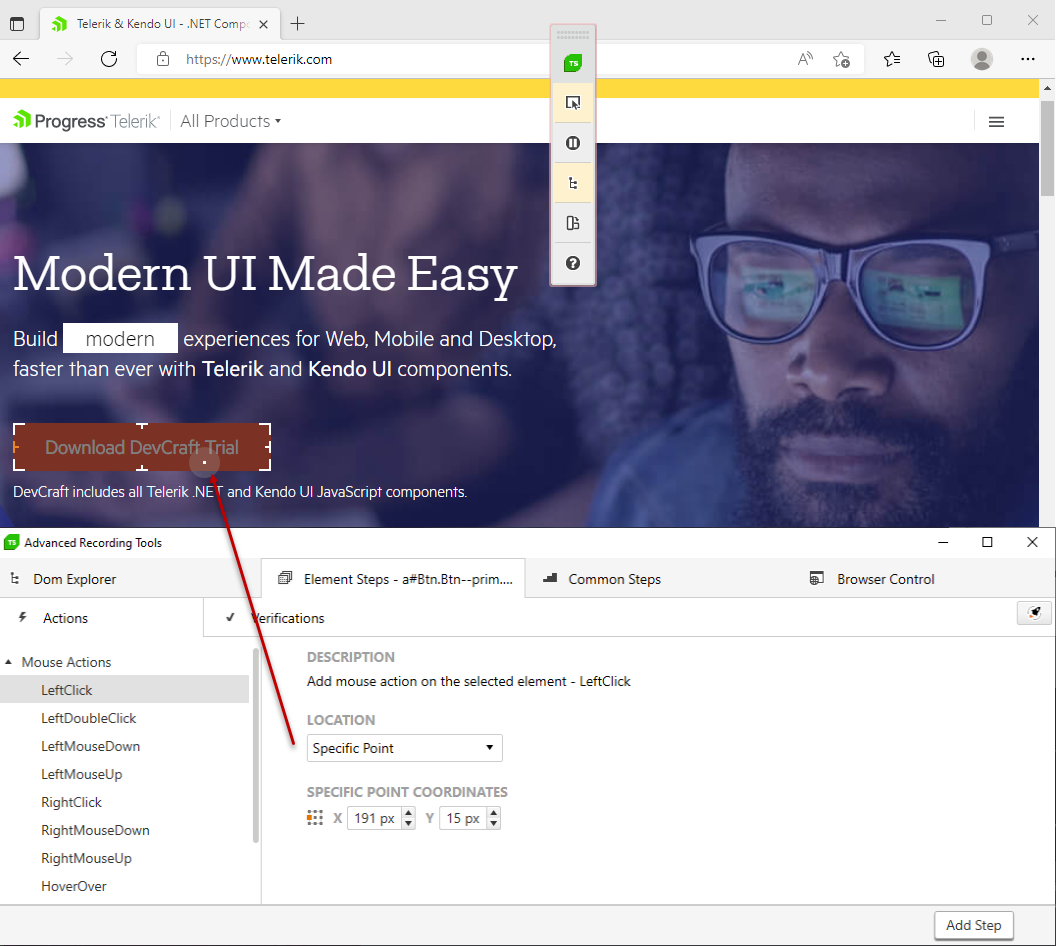 Telerik & Kendo UI - .NET Compo
https://www.telerik.com
TS
Progress Telerik
All Products
Modern UI Made Easy
Build modern experiences for Web, Mobile and Desktop,
faster than ever with Telerik and Kendo UI components.
Download DevCraft Trial
DevCraft includes all Telerik .NET and Kendo UI JavaScript components.
TS Advanced Recording Tools
Dom Explorer
Element Steps - a#Btn.Btn--prim....
Common Steps
Browser Control
Actions
Verifications
Mouse Actions
LeftClick
LeftDoubleClick
LeftMouseDown
LeftMouseUp
RightClick
RightMouseDown
RightMouseUp
HoverOver
DESCRIPTION
Add mouse action on the selected element - LeftClick
LOCATION
Specific Point
SPECIFIC POINT COORDINATES
X 191 px Y 15 px
Add Step